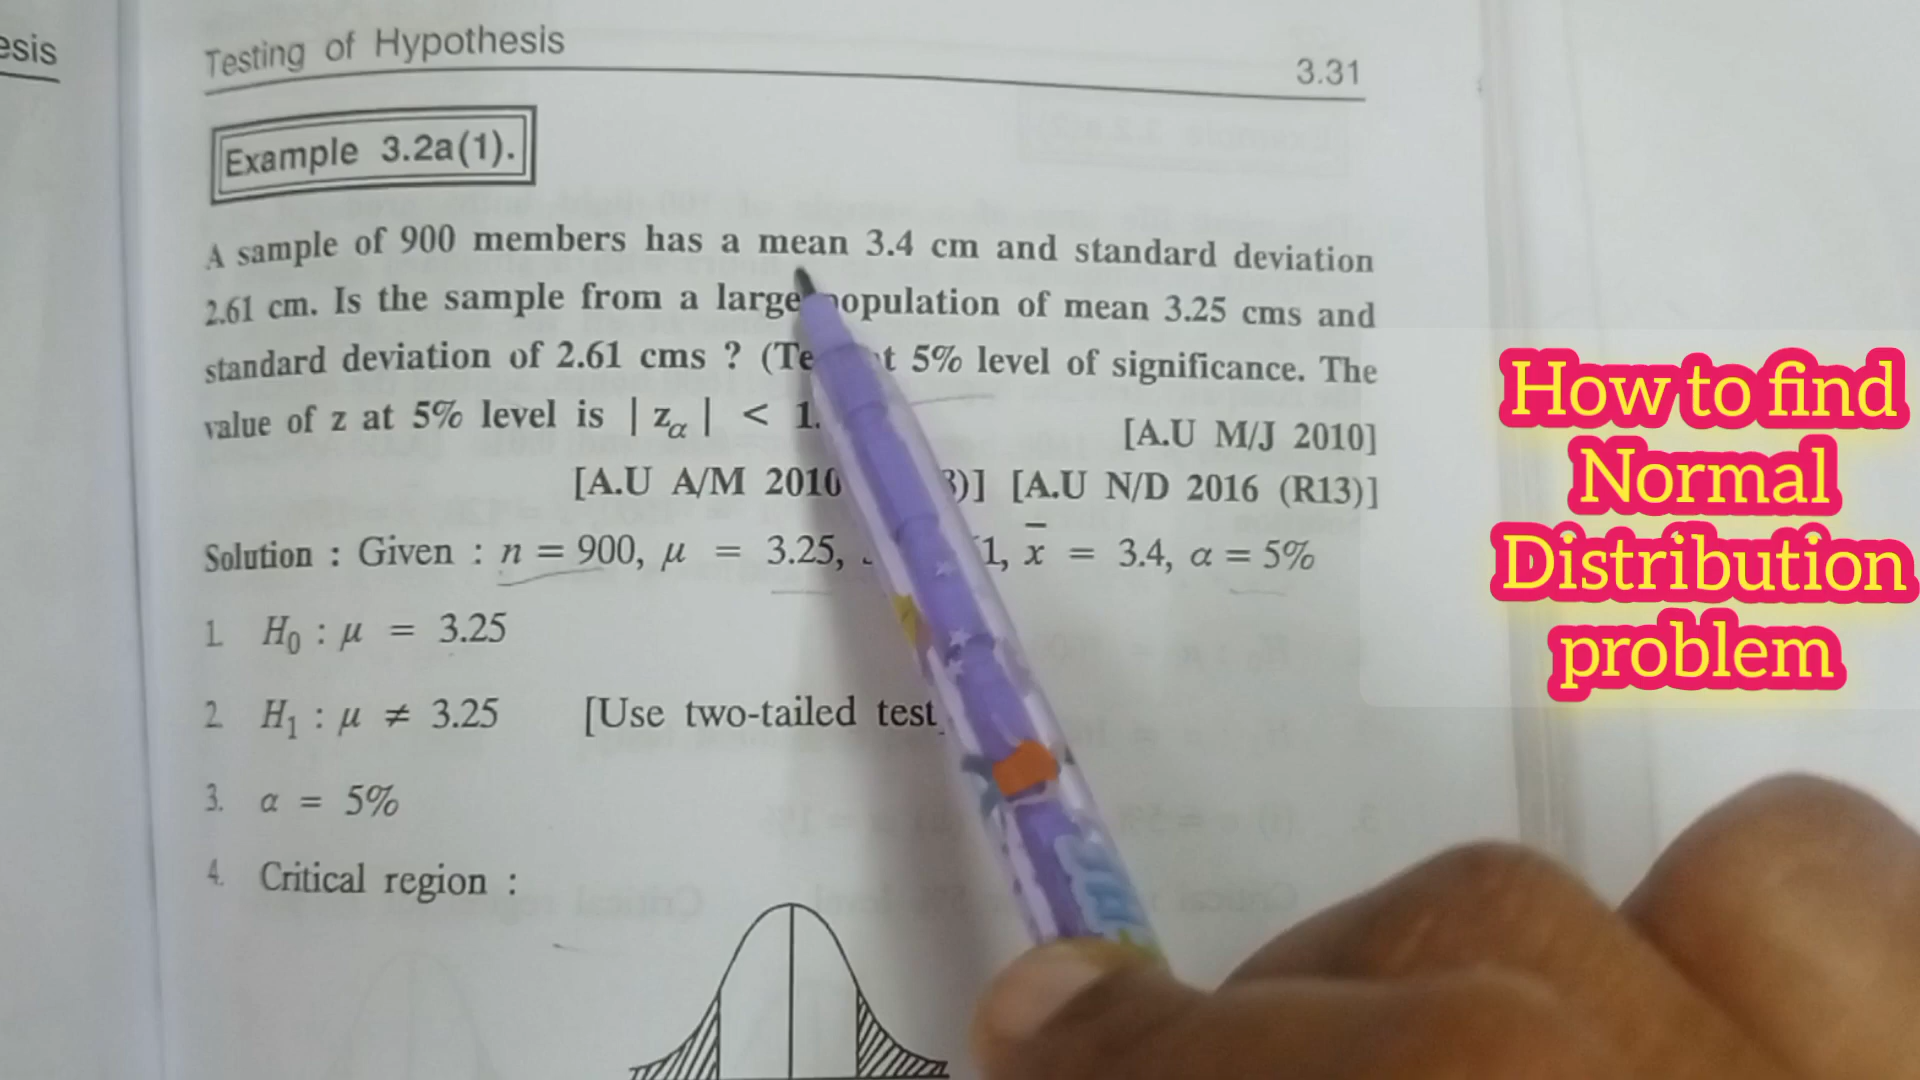 esis
Testing of Hypothesis
3.31
Example 3.2a(1).
A sample of 900 members has a mean 3.4 cm and standard deviation
2.61 cm. Is the sample from a large population of mean 3.25 cms and
standard deviation of 2.61 cms ? (Te t 5% level of significance. The
value of z at 5% level is | zα | < 1.
[A.U M/J 2010]
[A.U A/M 2010 )] [A.U N/D 2016 (R13)]
Solution : Given : n = 900, μ = 3.25, 1, x̄ = 3.4, α = 5%
1. H₀ : μ = 3.25
2. H₁ : μ ≠ 3.25 [Use two-tailed test
3. α = 5%
4. Critical region :
How to find
Normal
Distribution
problem